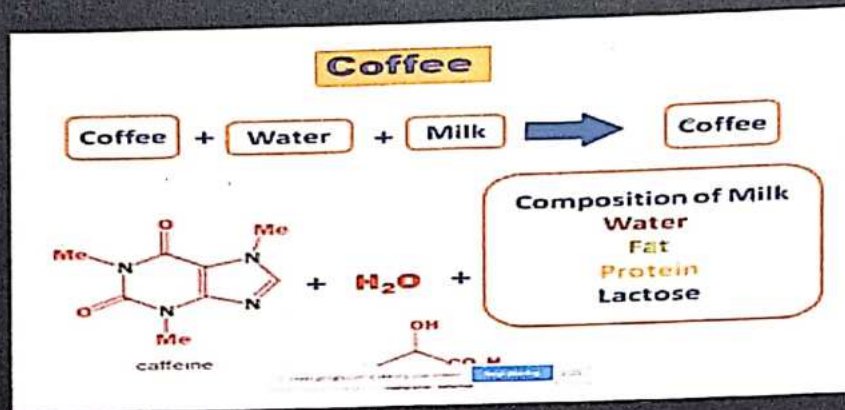 Coffee
Coffee + Water + Milk Coffee
Composition of Milk
Water
Fat
Protein
Lactose
O
Me
Me
N
N
+ H₂O +
O
N
N
Me
caffeine
OH